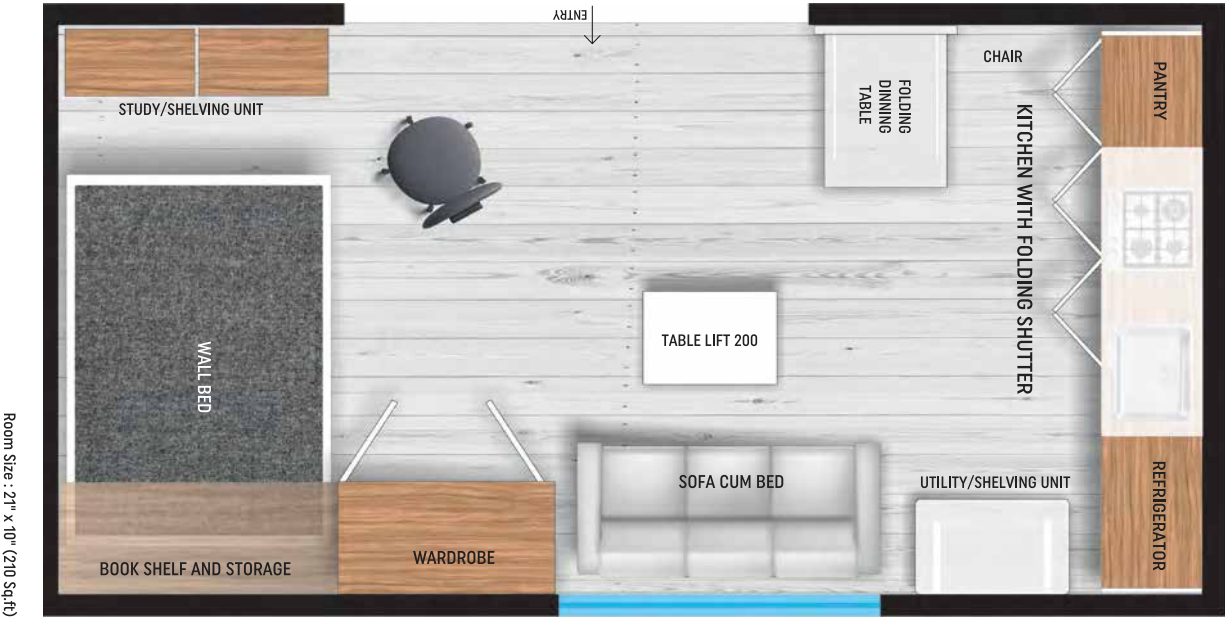 ENTRY
CHAIR
STUDY/SHELVING UNIT
FOLDING
DINNING
TABLE
PANTRY
KITCHEN WITH FOLDING SHUTTER
WALL BED
TABLE LIFT 200
SOFA CUM BED
UTILITY/SHELVING UNIT
REFRIGERATOR
WARDROBE
BOOK SHELF AND STORAGE
Room Size : 21" x 10" (210 Sq.ft)